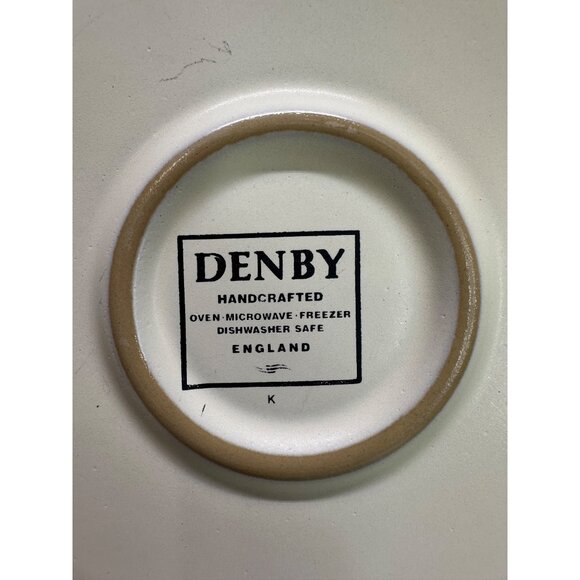 DENBY
HANDCRAFTED
OVEN·MICROWAVE·FREEZER
DISHWASHER SAFE
ENGLAND
K